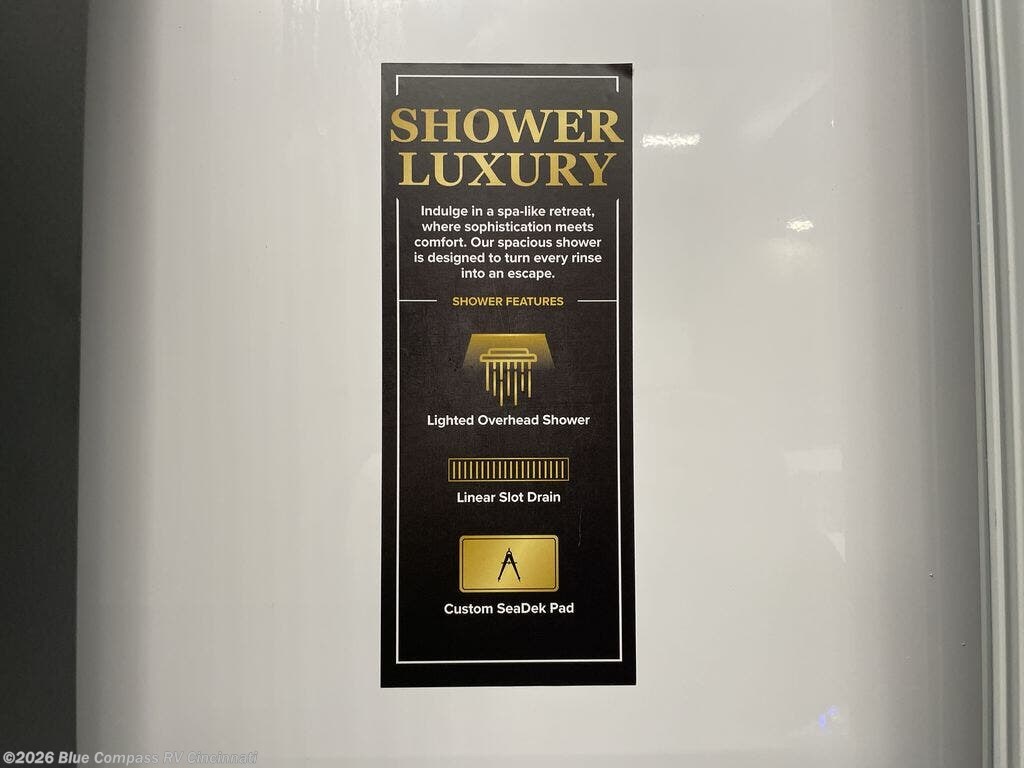 SHOWER
LUXURY
Indulge in a spa-like retreat,
where sophistication meets
comfort. Our spacious shower
is designed to turn every rinse
into an escape.
SHOWER FEATURES
Lighted Overhead Shower
Linear Slot Drain
Custom SeaDek Pad
©2026 Blue Compass RV Cincinnati